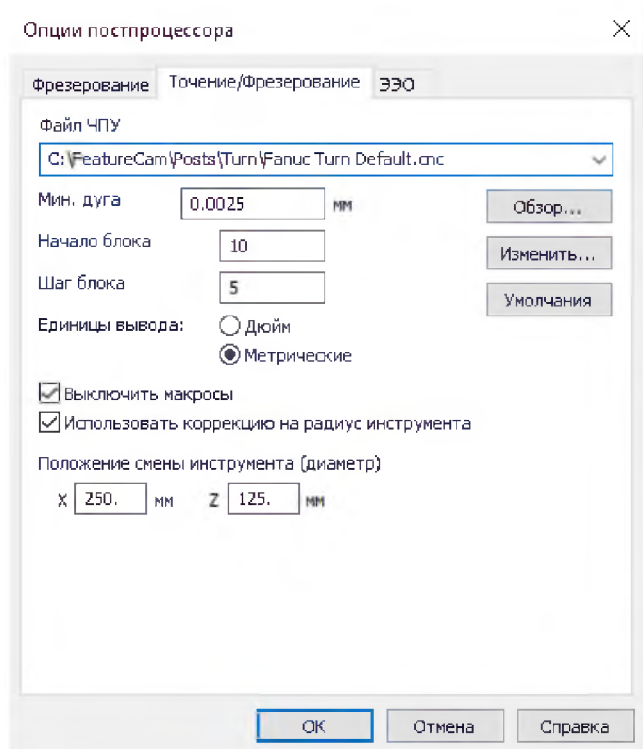 Опции постпроцессора
Фрезерование Точение/Фрезерование ЭЭО
Файл ЧПУ
C:\FeatureCam\Posts\Turn\Fanuc Turn Default.cnc
Мин. дуга 0.0025 мм Обзор...
Начало блока 10 Изменить...
Шаг блока 5 Умолчания
Единицы вывода: Дюйм
Метрические
Выключить макросы
Использовать коррекцию на радиус инструмента
Положение смены инструмента (диаметр)
X 250. мм Z 125. мм
OK Отмена Справка